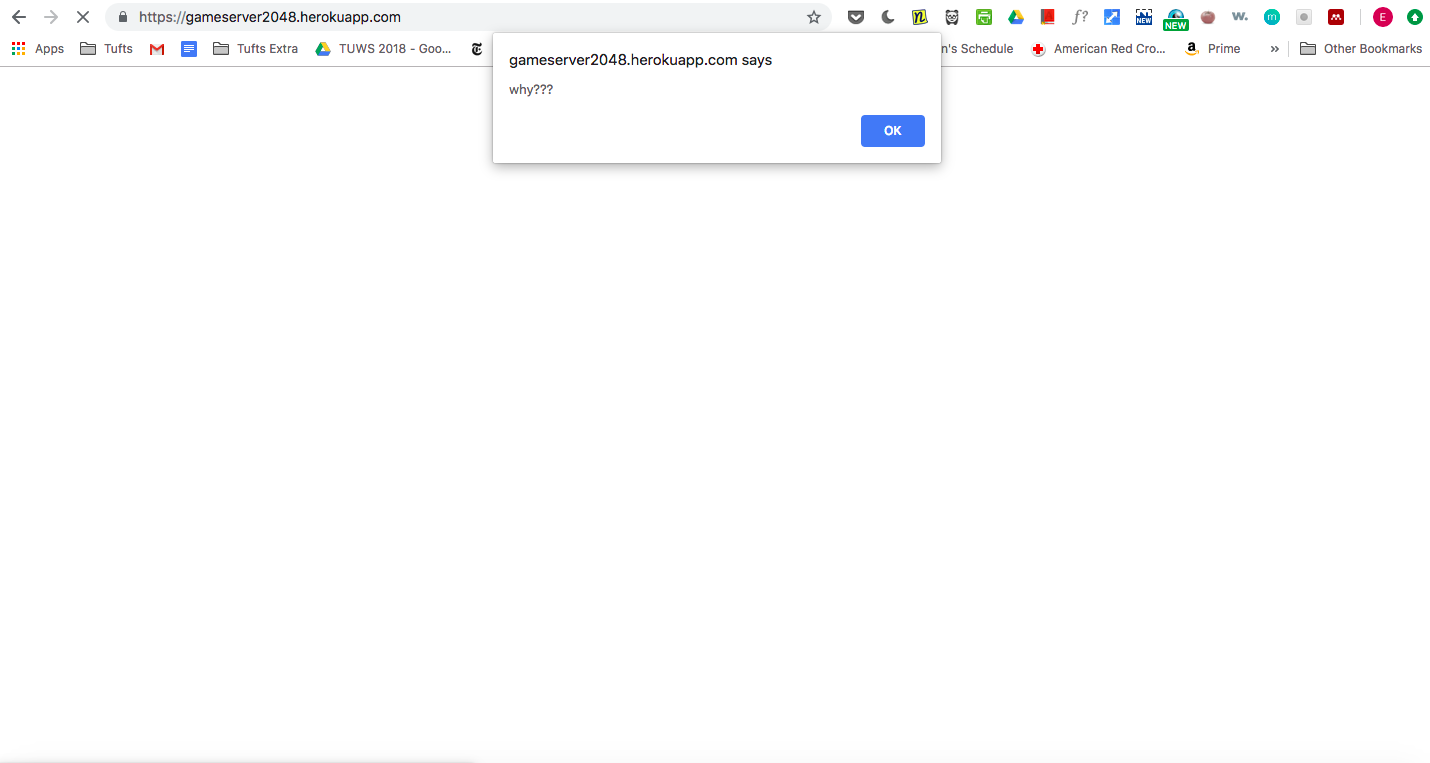 https://gameserver2048.herokuapp.com
NEW
NEW
f?
w.
m
E
Apps Tufts Tufts Extra TUWS 2018 - Goo... n's Schedule American Red Cro... Prime » Other Bookmarks
gameserver2048.herokuapp.com says
why???
OK